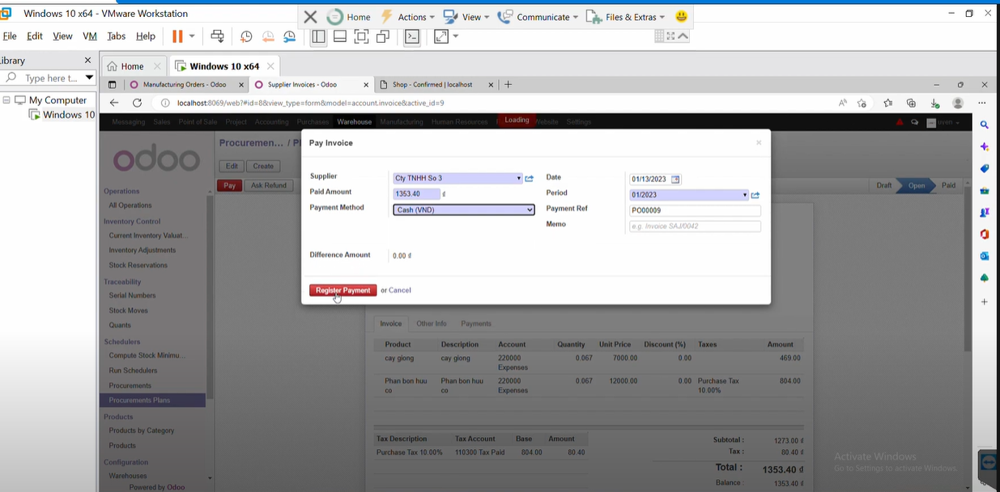 Windows 10 x64 - VMware Workstation
Home Actions View Communicate Files & Extras
File Edit View VM Tabs Help
ibrary
Home Windows 10 x64
Type here t...
Manufacturing Orders - Odoo Supplier Invoices - Odoo Shop - Confirmed | localhost
My Computer
Windows 10
localhost:8069/web?#id=8&view_type=form&model=account.invoice&active_id=9
Messaging Sales Point of Sale Project Accounting Purchases Warehouse Manufacturing Human Resources Loading Website Settings
odoo
Procuremen... /
Edit Create
Pay Ask Refund
Draft Open Paid
Operations
All Operations
Inventory Control
Current Inventory Valuat...
Inventory Adjustments
Stock Reservations
Traceability
Serial Numbers
Stock Moves
Quants
Schedulers
Compute Stock Minimu...
Run Schedulers
Procurements
Procurements Plans
Products
Products by Category
Products
Configuration
Warehouses
Powered by Odoo
Pay Invoice
Supplier Cty TNHH So 3
Paid Amount 1353.40 đ
Payment Method Cash (VND)
Date 01/13/2023
Period 01/2023
Payment Ref PO00009
Memo e.g. Invoice SAJ/0042
Difference Amount 0.00 đ
Register Payment or Cancel
Invoice Other Info Payments
Product Description Account Quantity Unit Price Discount (%) Taxes Amount
cay giong cay giong 220000 0.067 7000.00 0.00 469.00
Expenses
Phan bon huu Phan bon huu 220000 0.067 12000.00 0.00 Purchase Tax 804.00
co co Expenses 10.00%
Tax Description Tax Account Base Amount
Purchase Tax 10.00% 110300 Tax Paid 804.00 80.40
Subtotal : 1273.00 đ
Tax : 80.40 đ
Total : 1353.40 đ
Balance : 1353.40 đ
Activate Windows
Go to Settings to activate Windows.